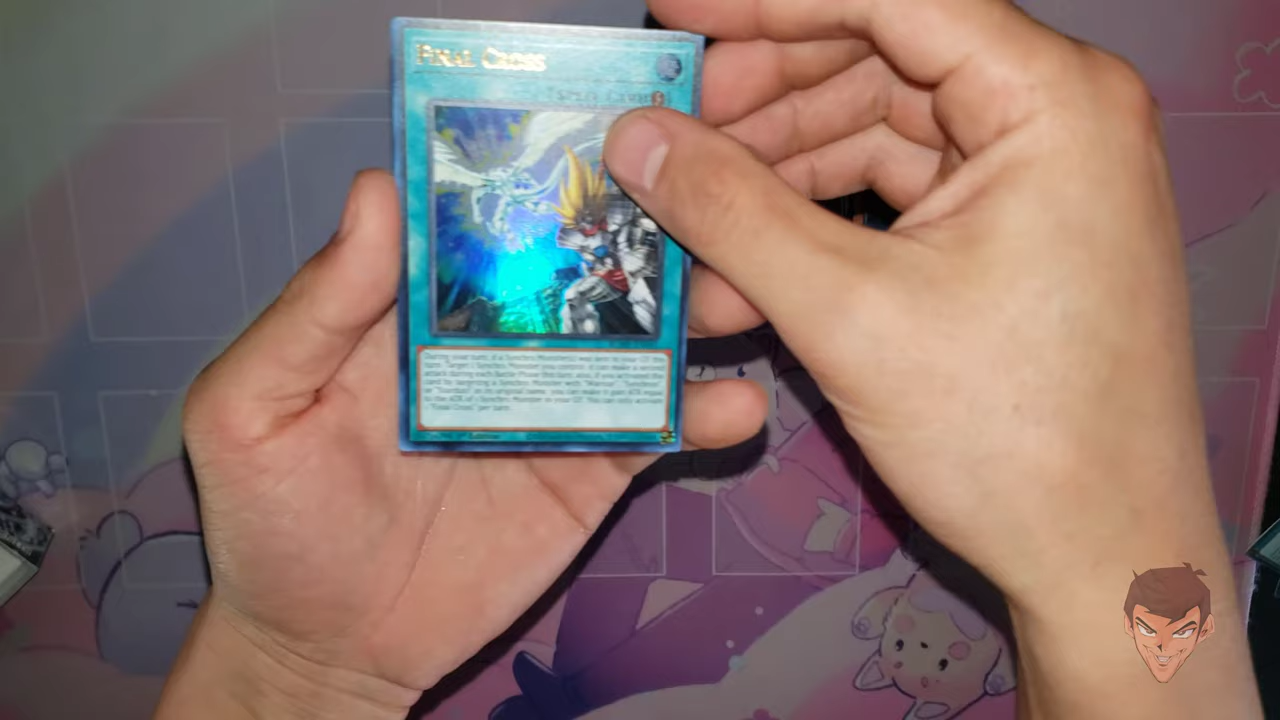 Final Cross
[Spell Card
During your turn, if a Synchro Monster(s) was sent to your GY this
turn: Target 1 Synchro Monster you control; it can make a second
attack during each Battle Phase this turn, also, if you activated this
card by targeting a Synchro Monster with "Warrior", "Synchron",
or "Stardust" in its original name, you can make it gain ATK equal
to the ATK of 1 Synchro Monster in your GY. You can only activate
1 "Final Cross" per turn.
Edition